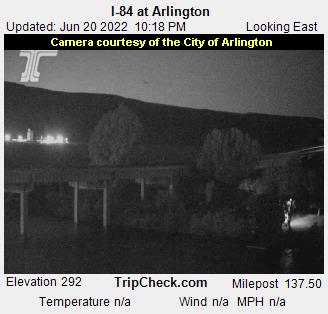 I-84 at Arlington
Updated: Jun 20 2022 10:18 PM Looking East
Camera courtesy of the City of Arlington
Elevation 292 TripCheck.com Milepost 137.50
Temperature n/a Wind n/a MPH n/a